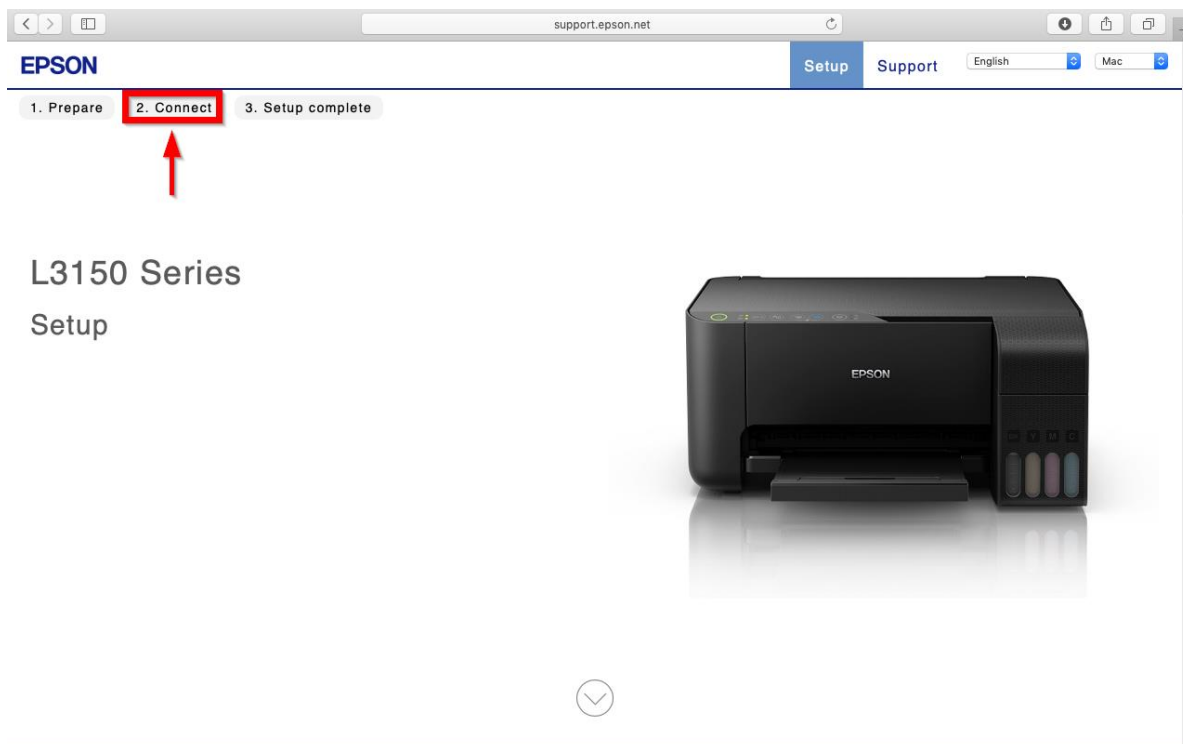 support.epson.net
EPSON
Setup Support English Mac
1. Prepare 2. Connect 3. Setup complete
L3150 Series
Setup
EPSON
BK Y M C